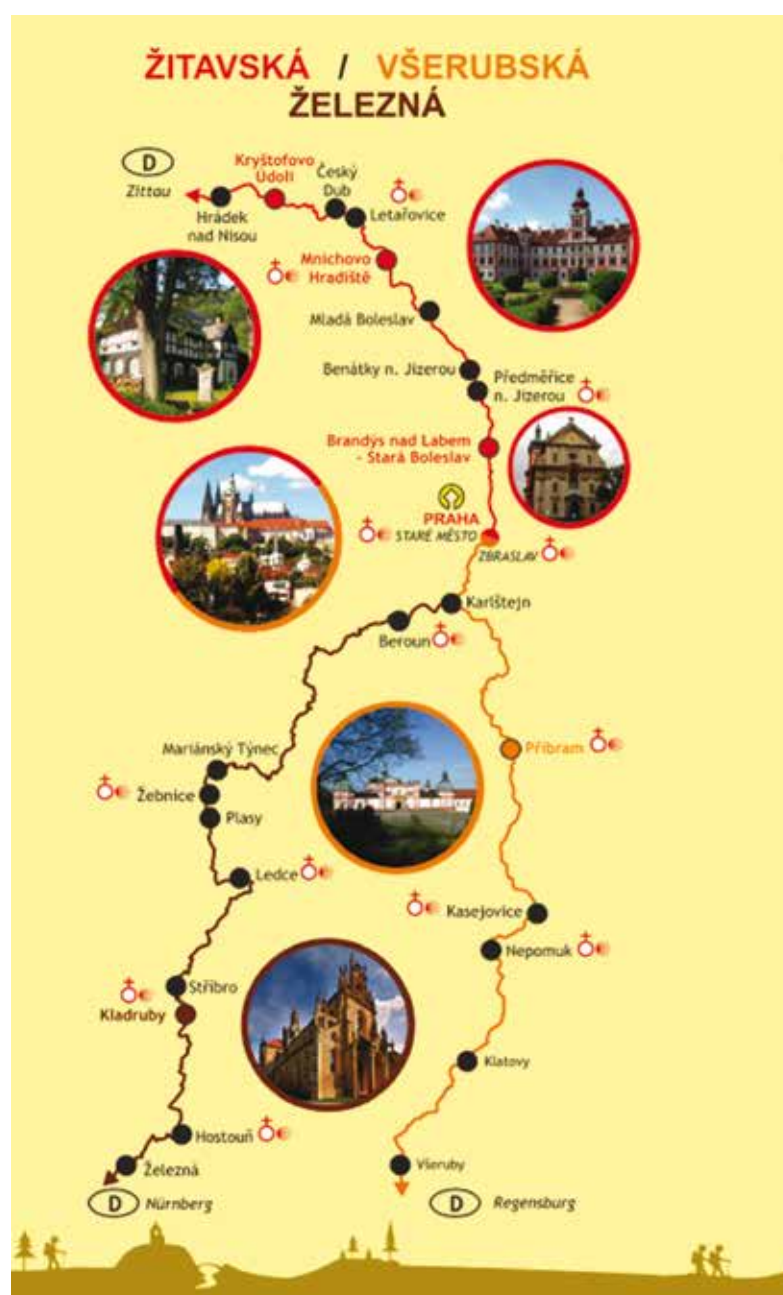 ŽITAVSKÁ / VŠERUBSKÁ
ŽELEZNÁ
D
Zittau
Kryštofovo
Údolí
Český
Dub
Letařovice
Hrádek
nad Nisou
Mnichovo
Hradiště
Mladá Boleslav
Benátky n. Jizerou
Předměřice
n. Jizerou
Brandýs nad Labem
- Stará Boleslav
PRAHA
STARÉ MĚSTO
ZBRASLAV
Karlštejn
Beroun
Mariánský Týnec
Příbram
Žebnice
Plasy
Ledce
Kasejovice
Nepomuk
Stříbro
Kladruby
Klatovy
Hostouň
Železná
Všeruby
D Nürnberg
D Regensburg